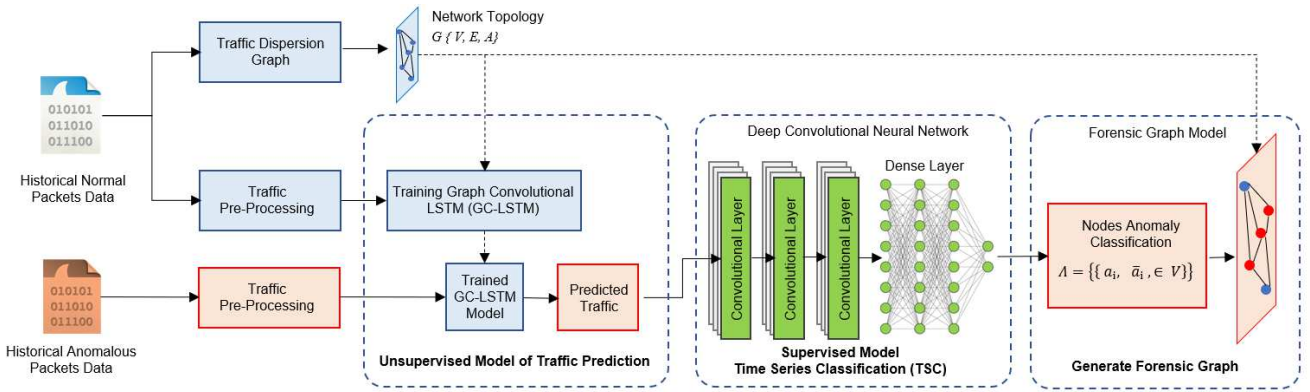 Network Topology
G { V, E, A}
Traffic Dispersion
Graph
010101
011010
011100
Historical Normal
Packets Data
Traffic
Pre-Processing
Training Graph Convolutional
LSTM (GC-LSTM)
010101
011010
011100
Historical Anomalous
Packets Data
Traffic
Pre-Processing
Trained
GC-LSTM
Model
Predicted
Traffic
Unsupervised Model of Traffic Prediction
Deep Convolutional Neural Network
Dense Layer
Convolutional Layer
Convolutional Layer
Convolutional Layer
Supervised Model
Time Series Classification (TSC)
Forensic Graph Model
Nodes Anomaly
Classification
Λ = {{ aᵢ, āᵢ , ∈ V}}
Generate Forensic Graph